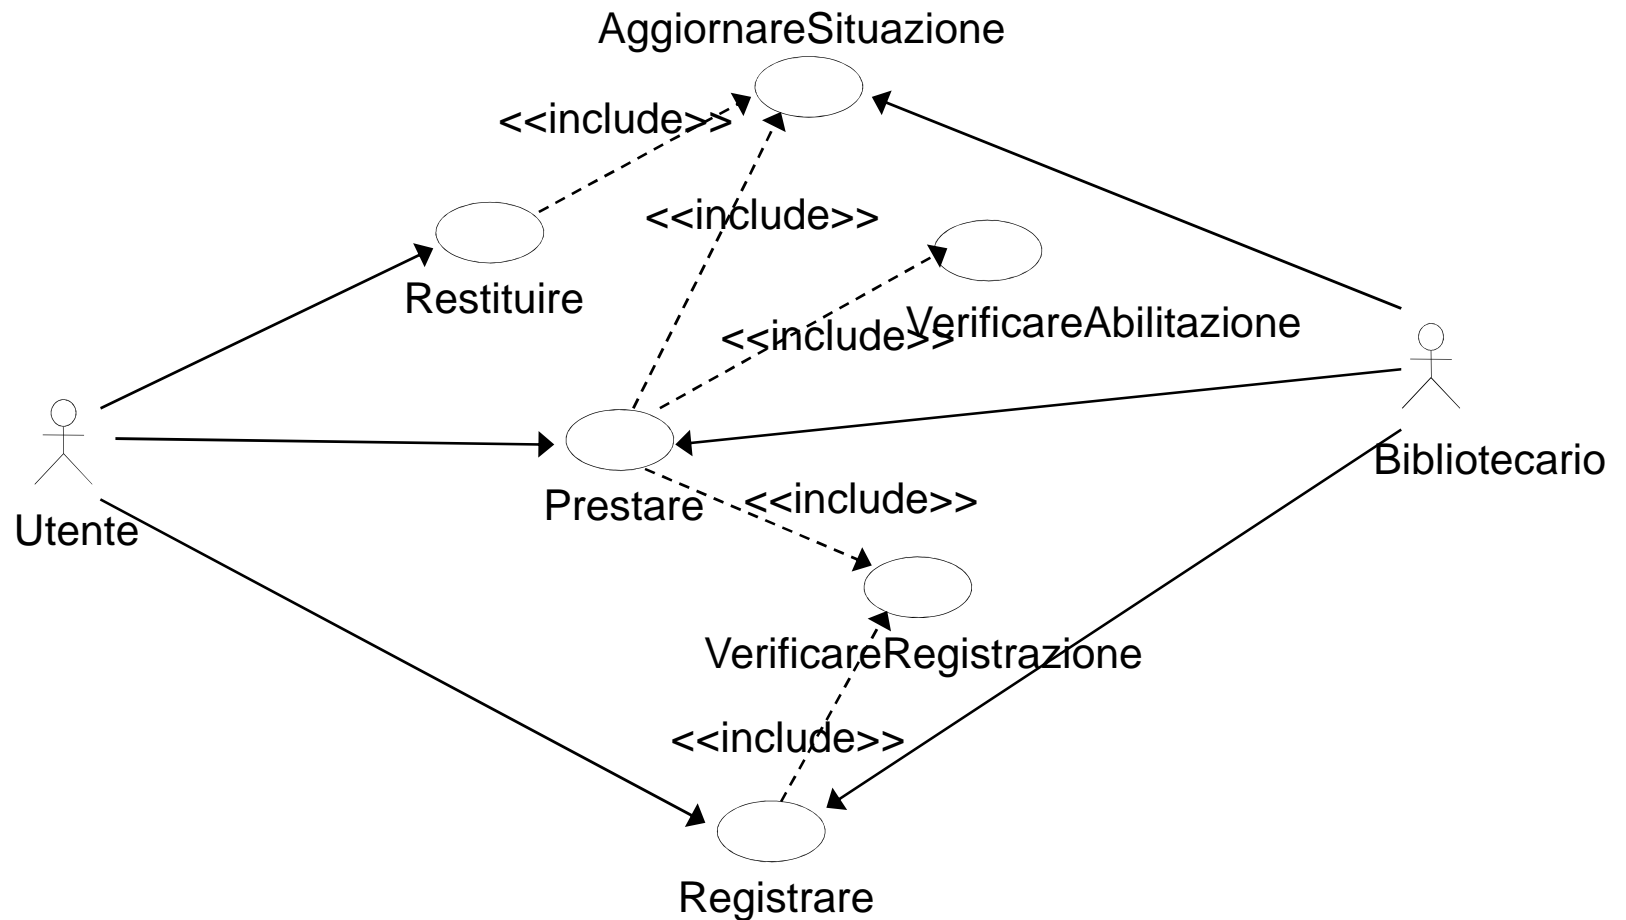 AggiornareSituazione
<<include>>
<<include>>
Restituire
VerificareAbilitazione
<<include>>
Bibliotecario
Prestare
<<include>>
Utente
VerificareRegistrazione
<<include>>
Registrare